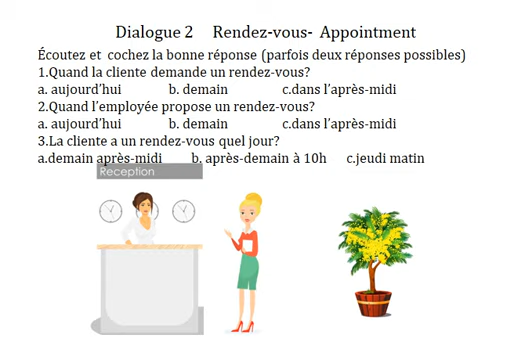 Dialogue 2 Rendez-vous- Appointment
Écoutez et cochez la bonne réponse (parfois deux réponses possibles)
1.Quand la cliente demande un rendez-vous?
a. aujourd’hui b. demain c.dans l’après-midi
2.Quand l’employée propose un rendez-vous?
a. aujourd’hui b. demain c.dans l’après-midi
3.La cliente a un rendez-vous quel jour?
a.demain après-midi b. après-demain à 10h c.jeudi matin
Reception